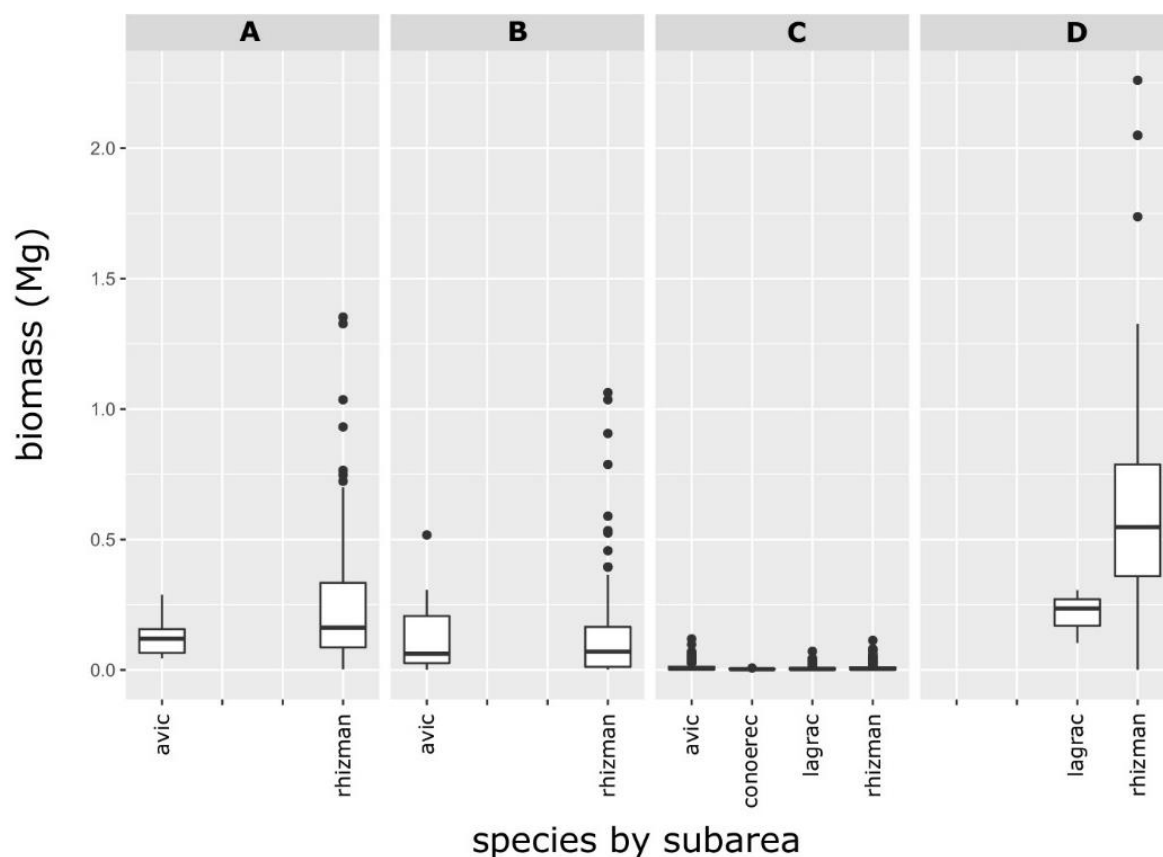 A B C D
biomass (Mg)
2.0
1.5
1.0
0.5
0.0
avic rhizman avic rhizman avic conoerec lagrac rhizman lagrac rhizman
species by subarea